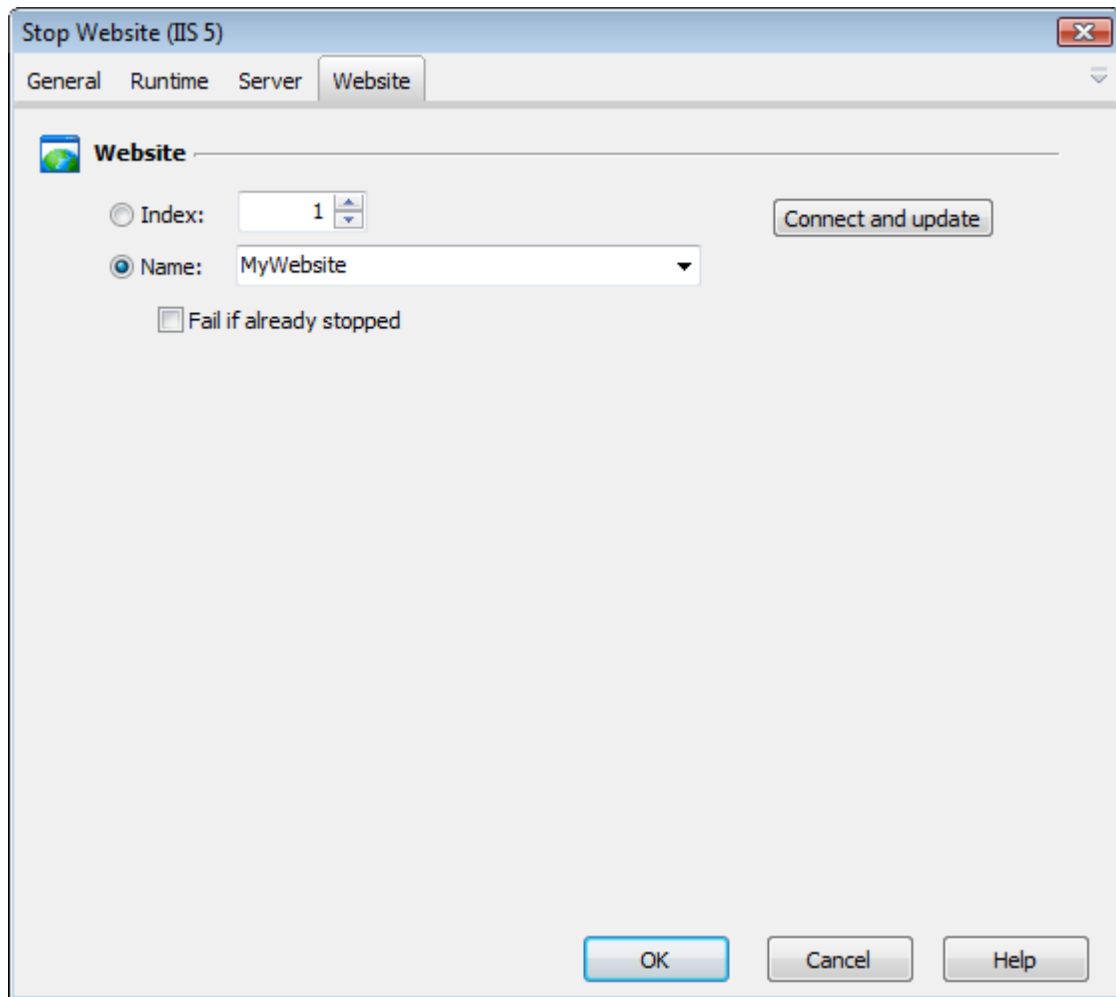 Stop Website (IIS 5)
General Runtime Server Website
Website
Index: 1 Connect and update
Name: MyWebsite
Fail if already stopped
OK Cancel Help